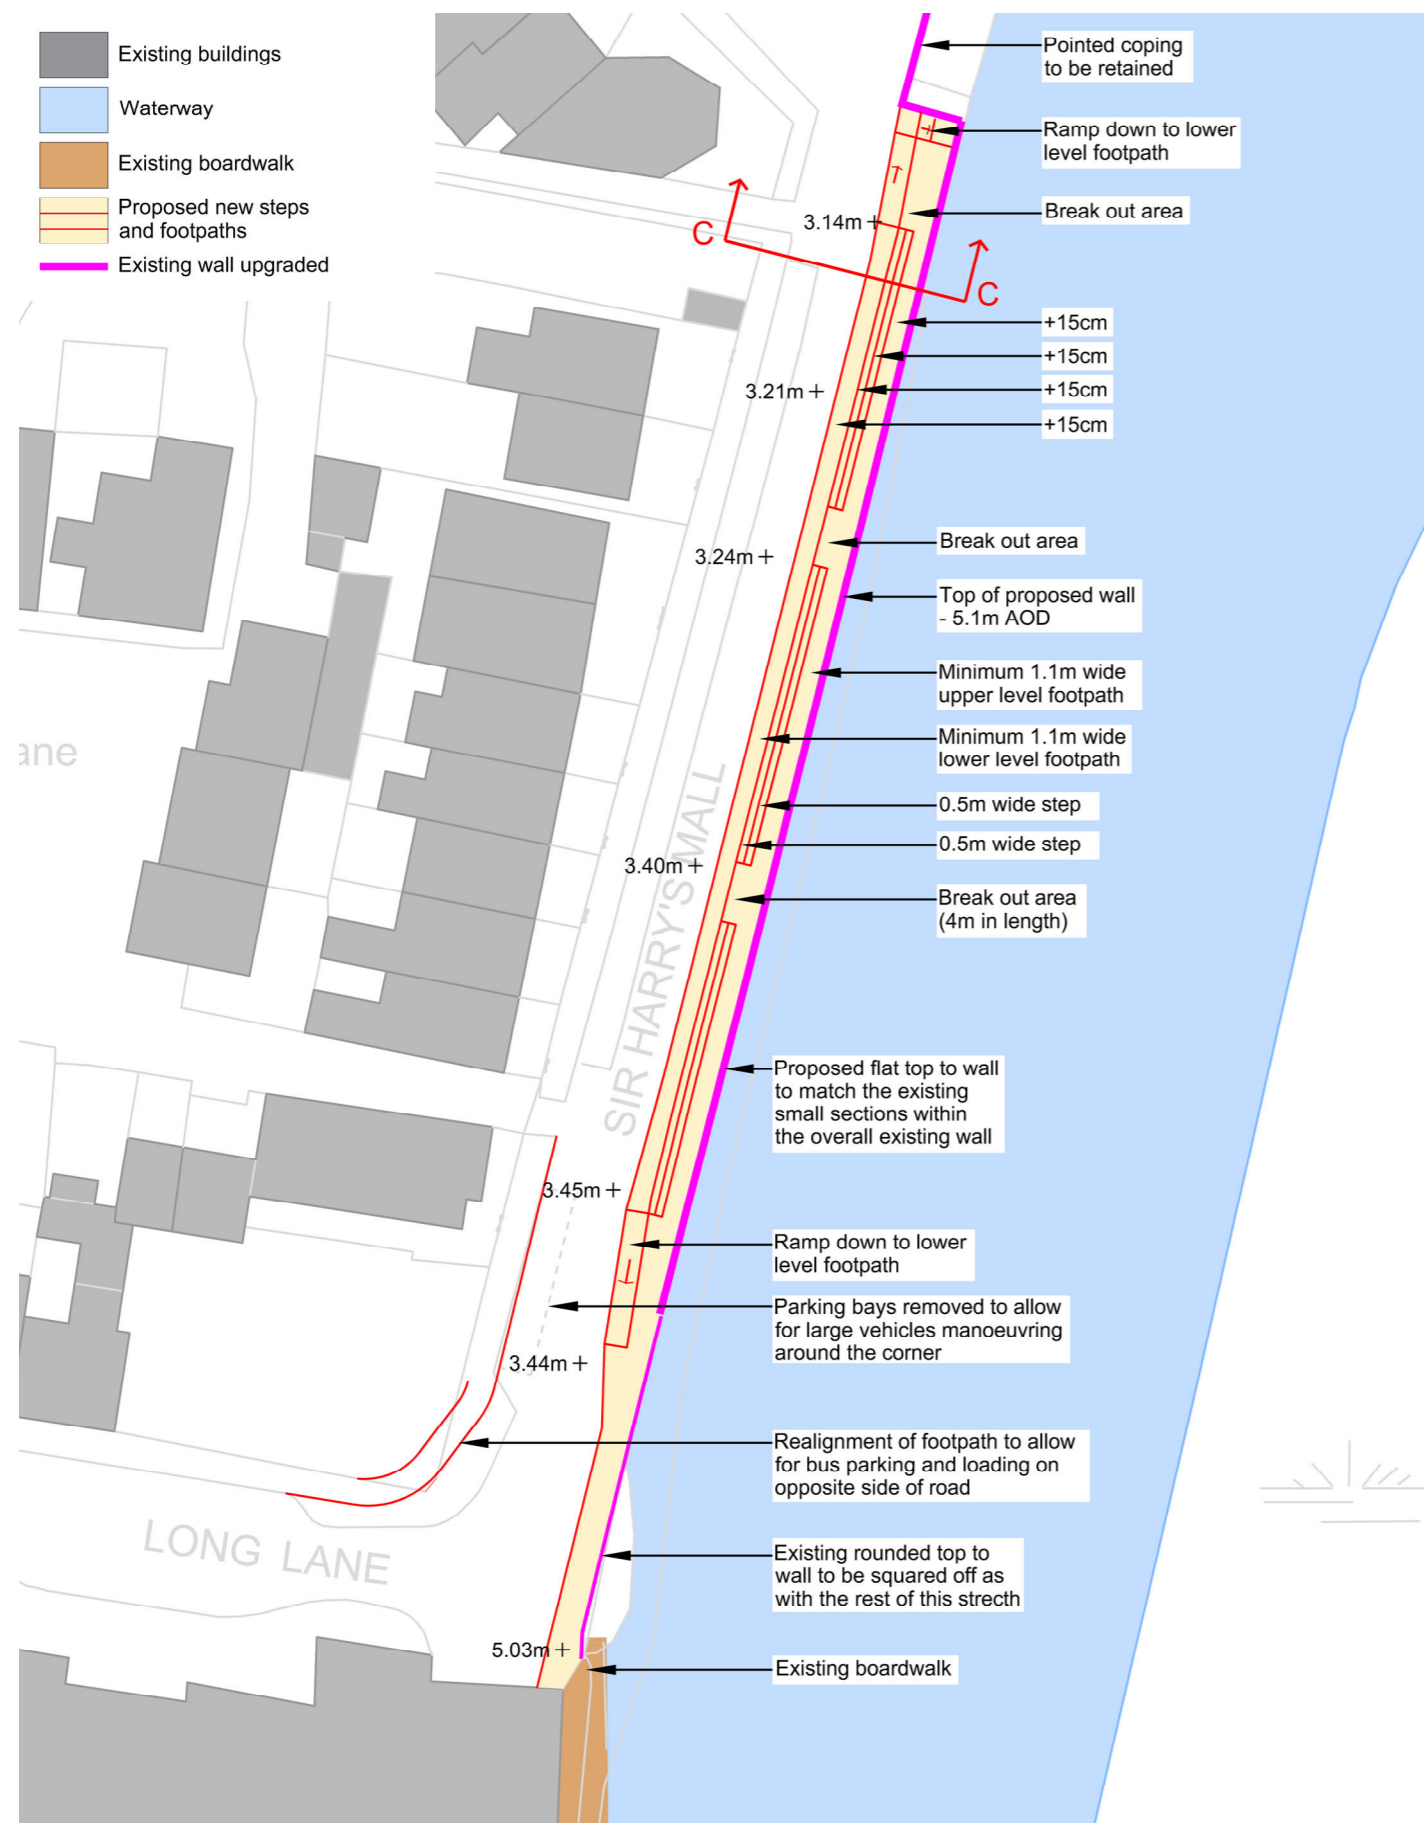 Existing buildings
Waterway
Existing boardwalk
Proposed new steps
and footpaths
Existing wall upgraded
Pointed coping
to be retained
Ramp down to lower
level footpath
Break out area
3.14m
C
C
+15cm
+15cm
+15cm
+15cm
3.21m
Break out area
3.24m
Top of proposed wall
- 5.1m AOD
Minimum 1.1m wide
upper level footpath
Minimum 1.1m wide
lower level footpath
ane
0.5m wide step
0.5m wide step
3.40m
Break out area
(4m in length)
SIR HARRY'S MALL
Proposed flat top to wall
to match the existing
small sections within
the overall existing wall
3.45m
Ramp down to lower
level footpath
Parking bays removed to allow
for large vehicles manoeuvring
around the corner
3.44m
Realignment of footpath to allow
for bus parking and loading on
opposite side of road
LONG LANE
Existing rounded top to
wall to be squared off as
with the rest of this strecth
5.03m
Existing boardwalk